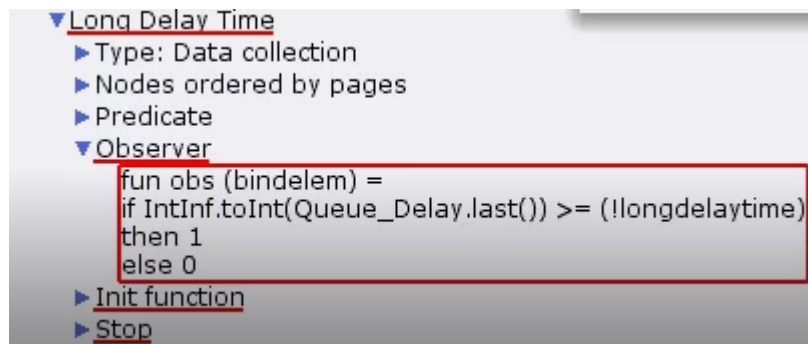 Long Delay Time
Type: Data collection
Nodes ordered by pages
Predicate
Observer
fun obs (bindelem) =
if IntInf.toInt(Queue_Delay.last()) >= (!longdelaytime)
then 1
else 0
Init function
Stop